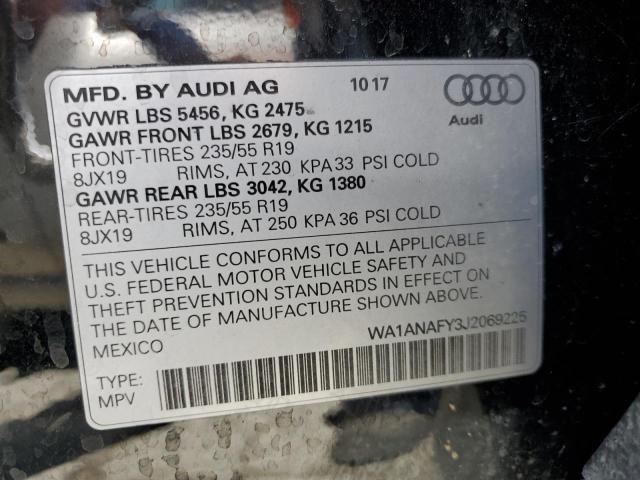 MFD. BY AUDI AG 10 17
GVWR LBS 5456, KG 2475
GAWR FRONT LBS 2679, KG 1215
FRONT-TIRES 235/55 R19
8JX19 RIMS, AT 230 KPA 33 PSI COLD
GAWR REAR LBS 3042, KG 1380
REAR-TIRES 235/55 R19
8JX19 RIMS, AT 250 KPA 36 PSI COLD
Audi
THIS VEHICLE CONFORMS TO ALL APPLICABLE
U.S. FEDERAL MOTOR VEHICLE SAFETY AND
THEFT PREVENTION STANDARDS IN EFFECT ON
THE DATE OF MANUFACTURE SHOWN ABOVE.
MEXICO
WA1ANAFY3J2069225
TYPE:
MPV